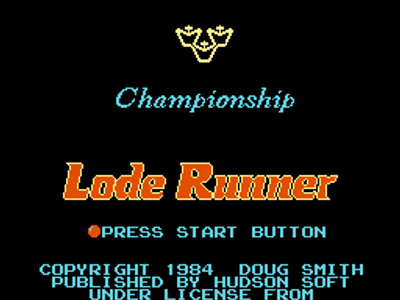 Championship
Lode Runner
PRESS START BUTTON
COPYRIGHT 1984 DOUG SMITH
PUBLISHED BY HUDSON SOFT
UNDER LICENSE FROM